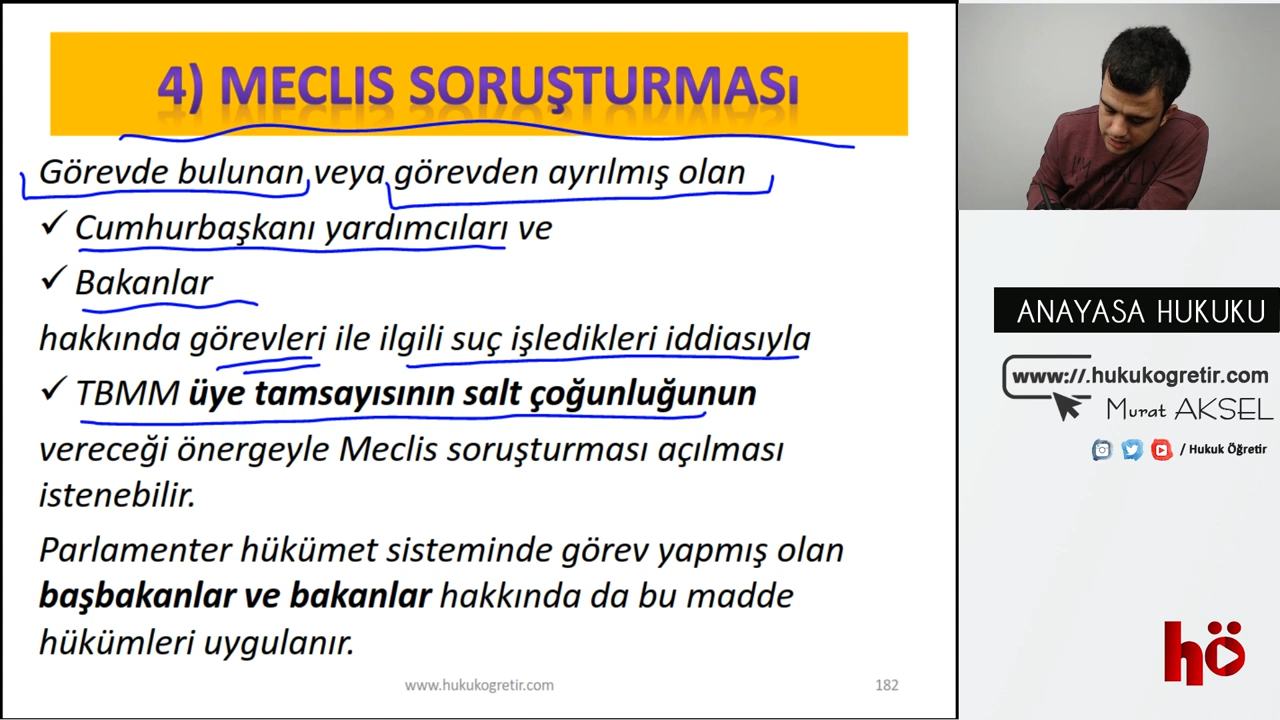 4) MECLIS SORUŞTURMASı
Görevde bulunan veya görevden ayrılmış olan
✓ Cumhurbaşkanı yardımcıları ve
✓ Bakanlar
hakkında görevleri ile ilgili suç işledikleri iddiasıyla
✓ TBMM üye tamsayısının salt çoğunluğunun
vereceği önergeyle Meclis soruşturması açılması
istenebilir.
Parlamenter hükümet sisteminde görev yapmış olan
başbakanlar ve bakanlar hakkında da bu madde
hükümleri uygulanır.
www.hukukogretir.com
182
ANAYASA HUKUKU
www://.hukukogretir.com
Murat AKSEL
/ Hukuk Öğretir
hö